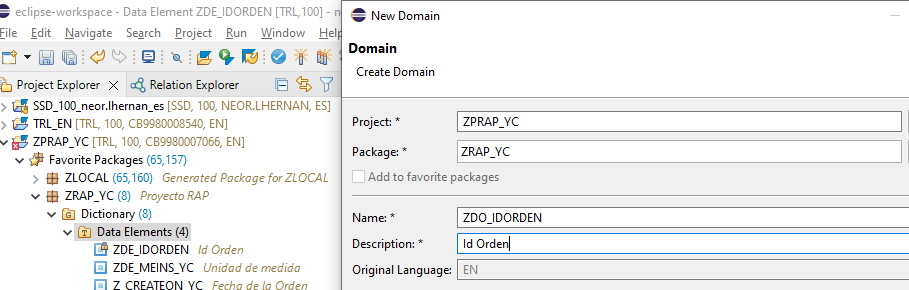 eclipse-workspace - Data Element ZDE_IDORDEN [TRL,100] - n
File Edit Navigate Search Project Run Window Help
Project Explorer Relation Explorer
SSD_100_neor.lhernan_es [SSD, 100, NEOR.LHERNAN, ES]
TRL_EN [TRL, 100, CB9980008540, EN]
ZPRAP_YC [TRL, 100, CB9980007066, EN]
Favorite Packages (65,157)
ZLOCAL (65,160) Generated Package for ZLOCAL
ZRAP_YC (8) Proyecto RAP
Dictionary (8)
Data Elements (4)
ZDE_IDORDEN Id Orden
ZDE_MEINS_YC Unidad de medida
Z_CREATEON_YC Fecha de la Orden
New Domain
Domain
Create Domain
Project: * ZPRAP_YC
Package: * ZRAP_YC
Add to favorite packages
Name: * ZDO_IDORDEN
Description: * Id Orden
Original Language: EN